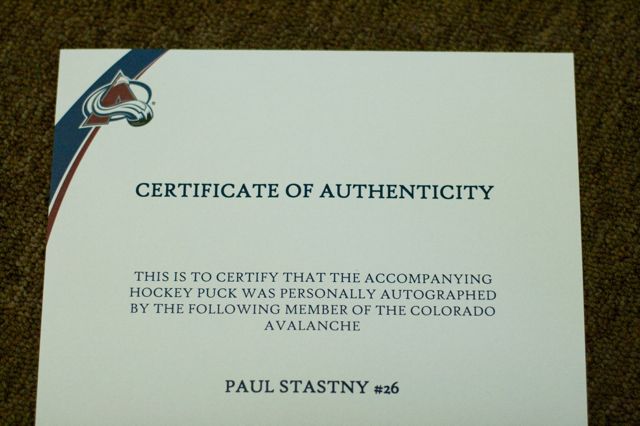 CERTIFICATE OF AUTHENTICITY
THIS IS TO CERTIFY THAT THE ACCOMPANYING
HOCKEY PUCK WAS PERSONALLY AUTOGRAPHED
BY THE FOLLOWING MEMBER OF THE COLORADO
AVALANCHE
PAUL STASTNY #26